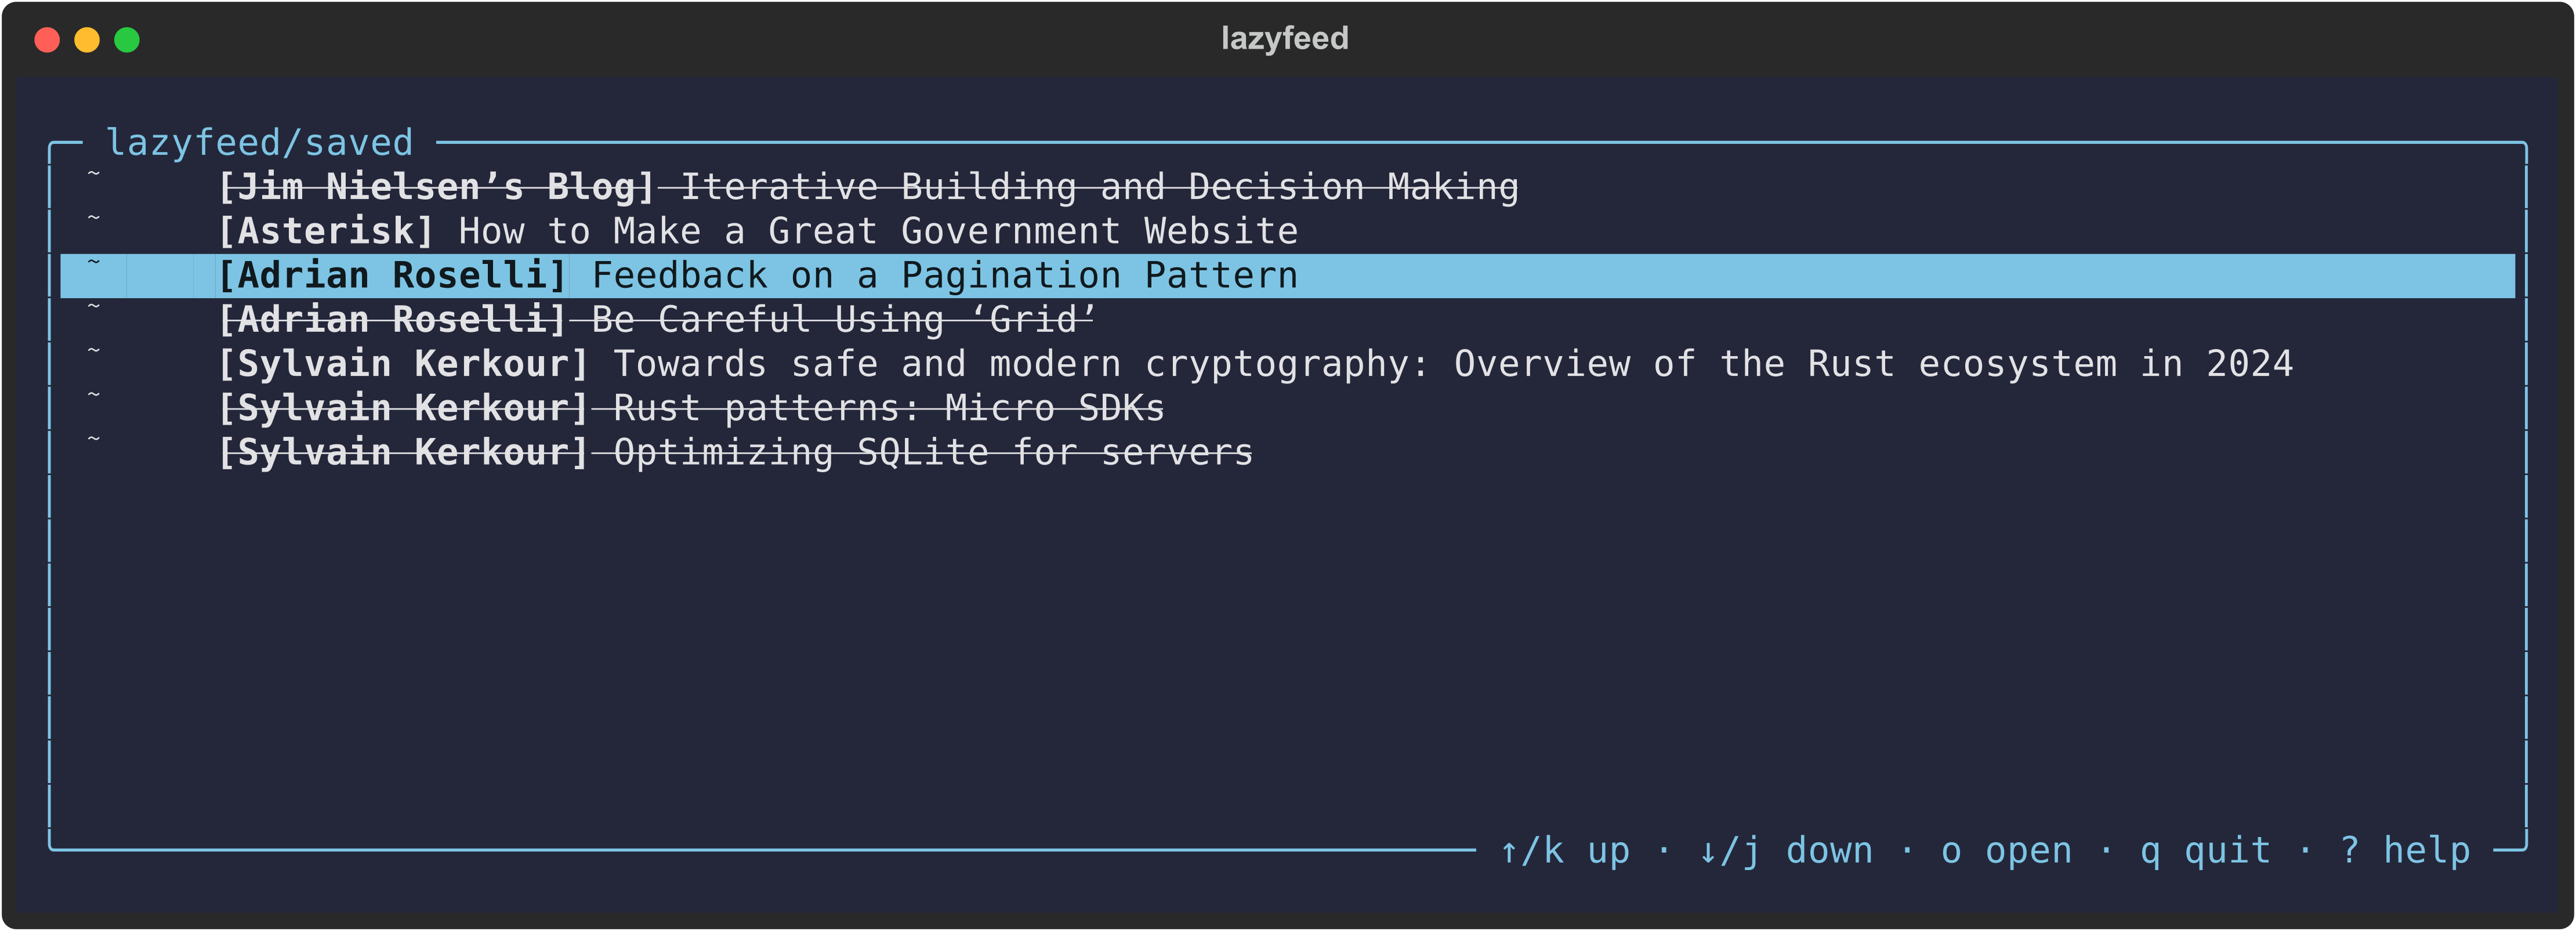 lazyfeed
lazyfeed/saved
~ [Jim Nielsen’s Blog] Iterative Building and Decision Making
~ [Asterisk] How to Make a Great Government Website
~ [Adrian Roselli] Feedback on a Pagination Pattern
~ [Adrian Roselli] Be Careful Using ‘Grid’
~ [Sylvain Kerkour] Towards safe and modern cryptography: Overview of the Rust ecosystem in 2024
~ [Sylvain Kerkour] Rust patterns: Micro SDKs
~ [Sylvain Kerkour] Optimizing SQLite for servers
↑/k up · ↓/j down · o open · q quit · ? help